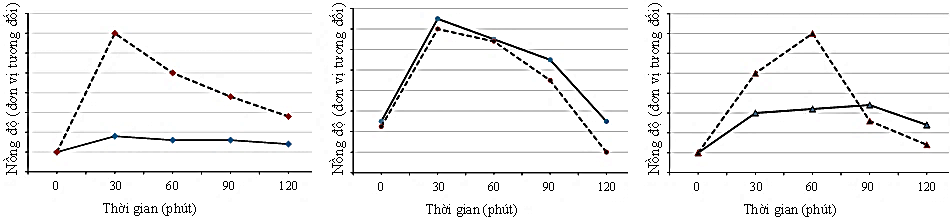 Nồng độ (đơn vị tương đối)
0 30 60 90 120
Thời gian (phút)
Nồng độ (đơn vị tương đối)
0 30 60 90 120
Thời gian (phút)
Nồng độ (đơn vị tương đối)
0 30 60 90 120
Thời gian (phút)